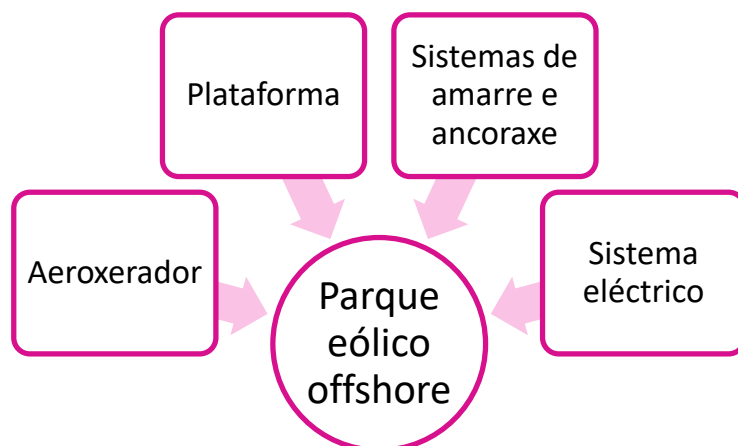 Plataforma
Sistemas de
amarre e
ancoraxe
Aeroxerador
Sistema
eléctrico
Parque
eólico
offshore